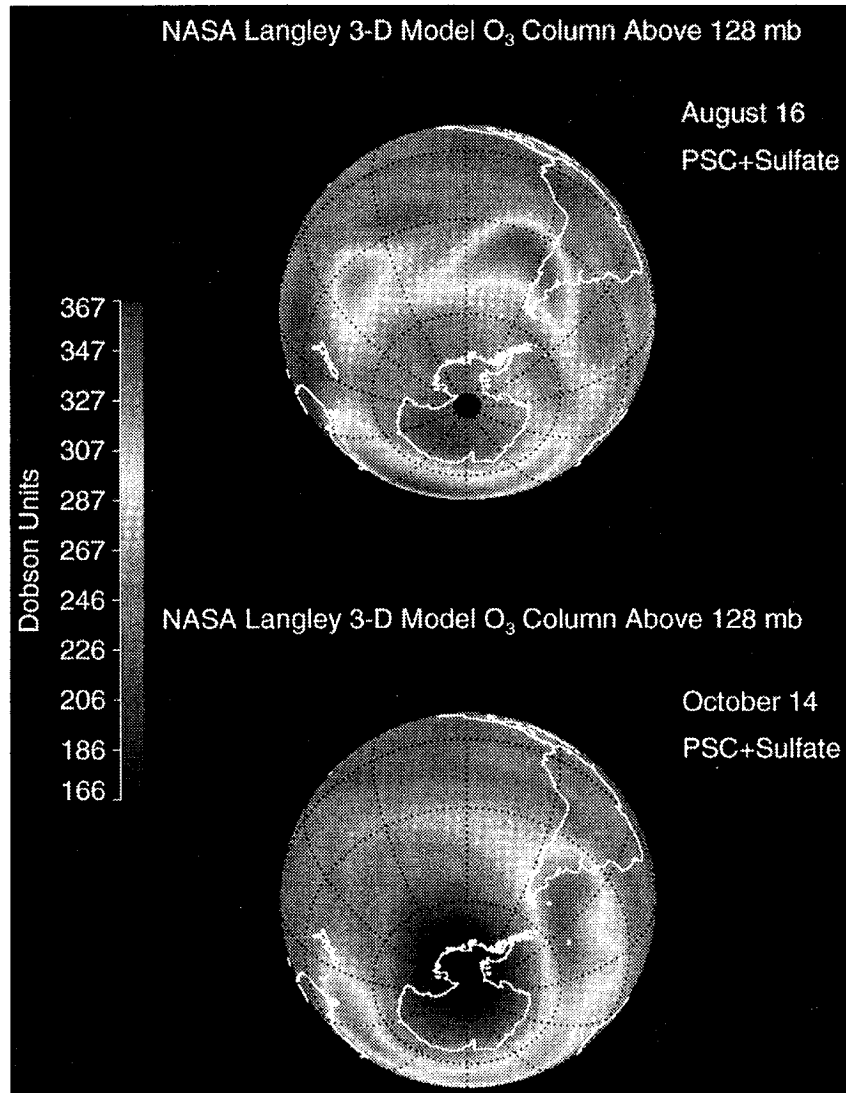 NASA Langley 3-D Model O₃ Column Above 128 mb
August 16
PSC+Sulfate
367
347
327
307
287
267
246
226
206
186
166
Dobson Units
NASA Langley 3-D Model O₃ Column Above 128 mb
October 14
PSC+Sulfate